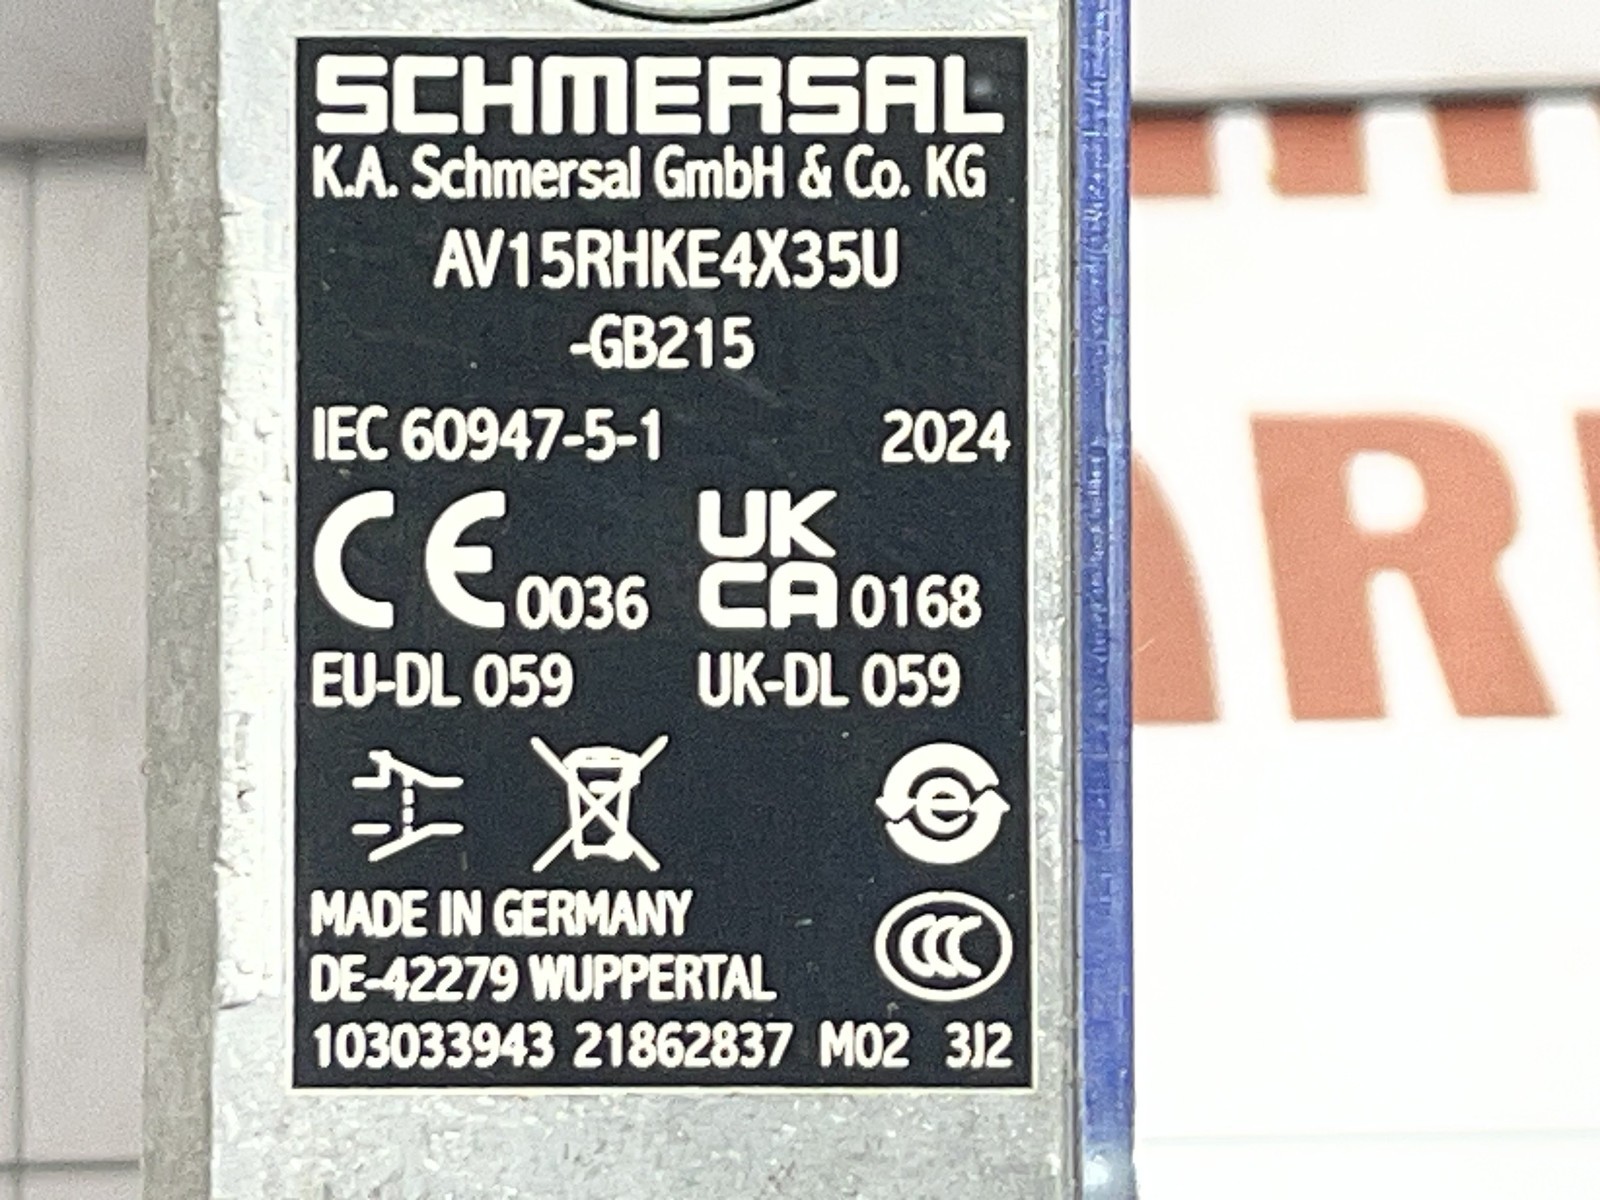 SCHMERSAL
K.A. Schmersal GmbH & Co. KG
AV15RHKE4X35U
-GB215
IEC 60947-5-1 2024
CE 0036 UK CA 0168
EU-DL 059 UK-DL 059
e
MADE IN GERMANY
CCC
DE-42279 WUPPERTAL
103033943 21862837 M02 3J2